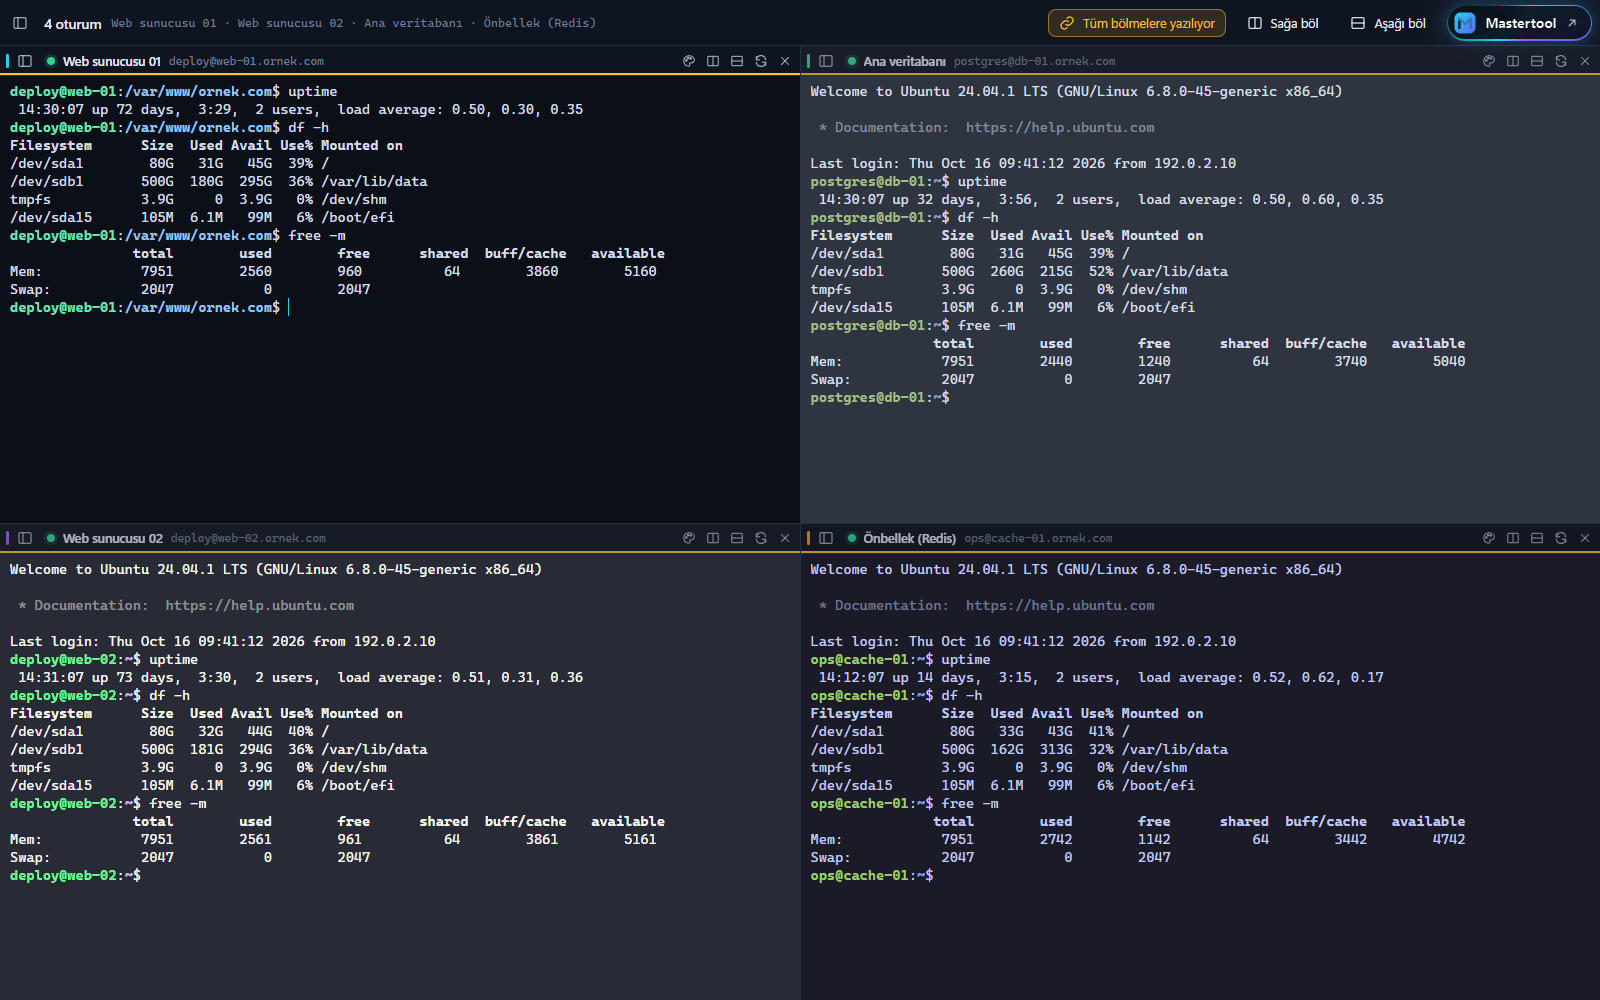 4 oturum Web sunucusu 01 · Web sunucusu 02 · Ana veritabanı · Önbellek (Redis) Tüm bölmelere yazılıyor Sağa böl Aşağı böl Mastertool ↗
Web sunucusu 01 deploy@web-01.ornek.com
deploy@web-01:/var/www/ornek.com$ uptime
 14:30:07 up 72 days,  3:29,  2 users,  load average: 0.50, 0.30, 0.35
deploy@web-01:/var/www/ornek.com$ df -h
Filesystem      Size  Used Avail Use% Mounted on
/dev/sda1        80G   31G   45G  39% /
/dev/sdb1       500G  180G  295G  36% /var/lib/data
tmpfs           3.9G     0  3.9G   0% /dev/shm
/dev/sda15      105M  6.1M   99M   6% /boot/efi
deploy@web-01:/var/www/ornek.com$ free -m
               total        used        free      shared  buff/cache   available
Mem:            7951        2560        960          64        3860        5160
Swap:           2047           0        2047
deploy@web-01:/var/www/ornek.com$
Ana veritabanı postgres@db-01.ornek.com
Welcome to Ubuntu 24.04.1 LTS (GNU/Linux 6.8.0-45-generic x86_64)
 * Documentation:  https://help.ubuntu.com
Last login: Thu Oct 16 09:41:12 2026 from 192.0.2.10
postgres@db-01:~$ uptime
 14:30:07 up 32 days,  3:56,  2 users,  load average: 0.50, 0.60, 0.35
postgres@db-01:~$ df -h
Filesystem      Size  Used Avail Use% Mounted on
/dev/sda1        80G   31G   45G  39% /
/dev/sdb1       500G  260G  215G  52% /var/lib/data
tmpfs           3.9G     0  3.9G   0% /dev/shm
/dev/sda15      105M  6.1M   99M   6% /boot/efi
postgres@db-01:~$ free -m
               total        used        free      shared  buff/cache   available
Mem:            7951        2440        1240          64        3740        5040
Swap:           2047           0        2047
postgres@db-01:~$
Web sunucusu 02 deploy@web-02.ornek.com
Welcome to Ubuntu 24.04.1 LTS (GNU/Linux 6.8.0-45-generic x86_64)
 * Documentation:  https://help.ubuntu.com
Last login: Thu Oct 16 09:41:12 2026 from 192.0.2.10
deploy@web-02:~$ uptime
 14:31:07 up 73 days,  3:30,  2 users,  load average: 0.51, 0.31, 0.36
deploy@web-02:~$ df -h
Filesystem      Size  Used Avail Use% Mounted on
/dev/sda1        80G   32G   44G  40% /
/dev/sdb1       500G  181G  294G  36% /var/lib/data
tmpfs           3.9G     0  3.9G   0% /dev/shm
/dev/sda15      105M  6.1M   99M   6% /boot/efi
deploy@web-02:~$ free -m
               total        used        free      shared  buff/cache   available
Mem:            7951        2561        961          64        3861        5161
Swap:           2047           0        2047
deploy@web-02:~$
Önbellek (Redis) ops@cache-01.ornek.com
Welcome to Ubuntu 24.04.1 LTS (GNU/Linux 6.8.0-45-generic x86_64)
 * Documentation:  https://help.ubuntu.com
Last login: Thu Oct 16 09:41:12 2026 from 192.0.2.10
ops@cache-01:~$ uptime
 14:12:07 up 14 days,  3:15,  2 users,  load average: 0.52, 0.62, 0.17
ops@cache-01:~$ df -h
Filesystem      Size  Used Avail Use% Mounted on
/dev/sda1        80G   33G   43G  41% /
/dev/sdb1       500G  162G  313G  32% /var/lib/data
tmpfs           3.9G     0  3.9G   0% /dev/shm
/dev/sda15      105M  6.1M   99M   6% /boot/efi
ops@cache-01:~$ free -m
               total        used        free      shared  buff/cache   available
Mem:            7951        2742        1142          64        3442        4742
Swap:           2047           0        2047
ops@cache-01:~$